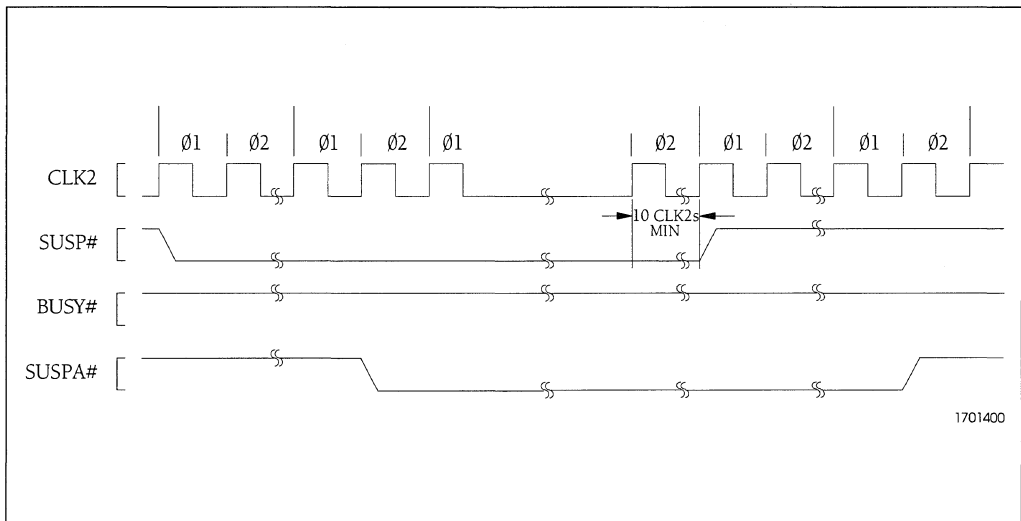 Ø1 Ø2 Ø1 Ø2 Ø1 Ø2 Ø1 Ø2 Ø1 Ø2
CLK2
10 CLK2s
MIN
SUSP#
BUSY#
SUSPA#
1701400